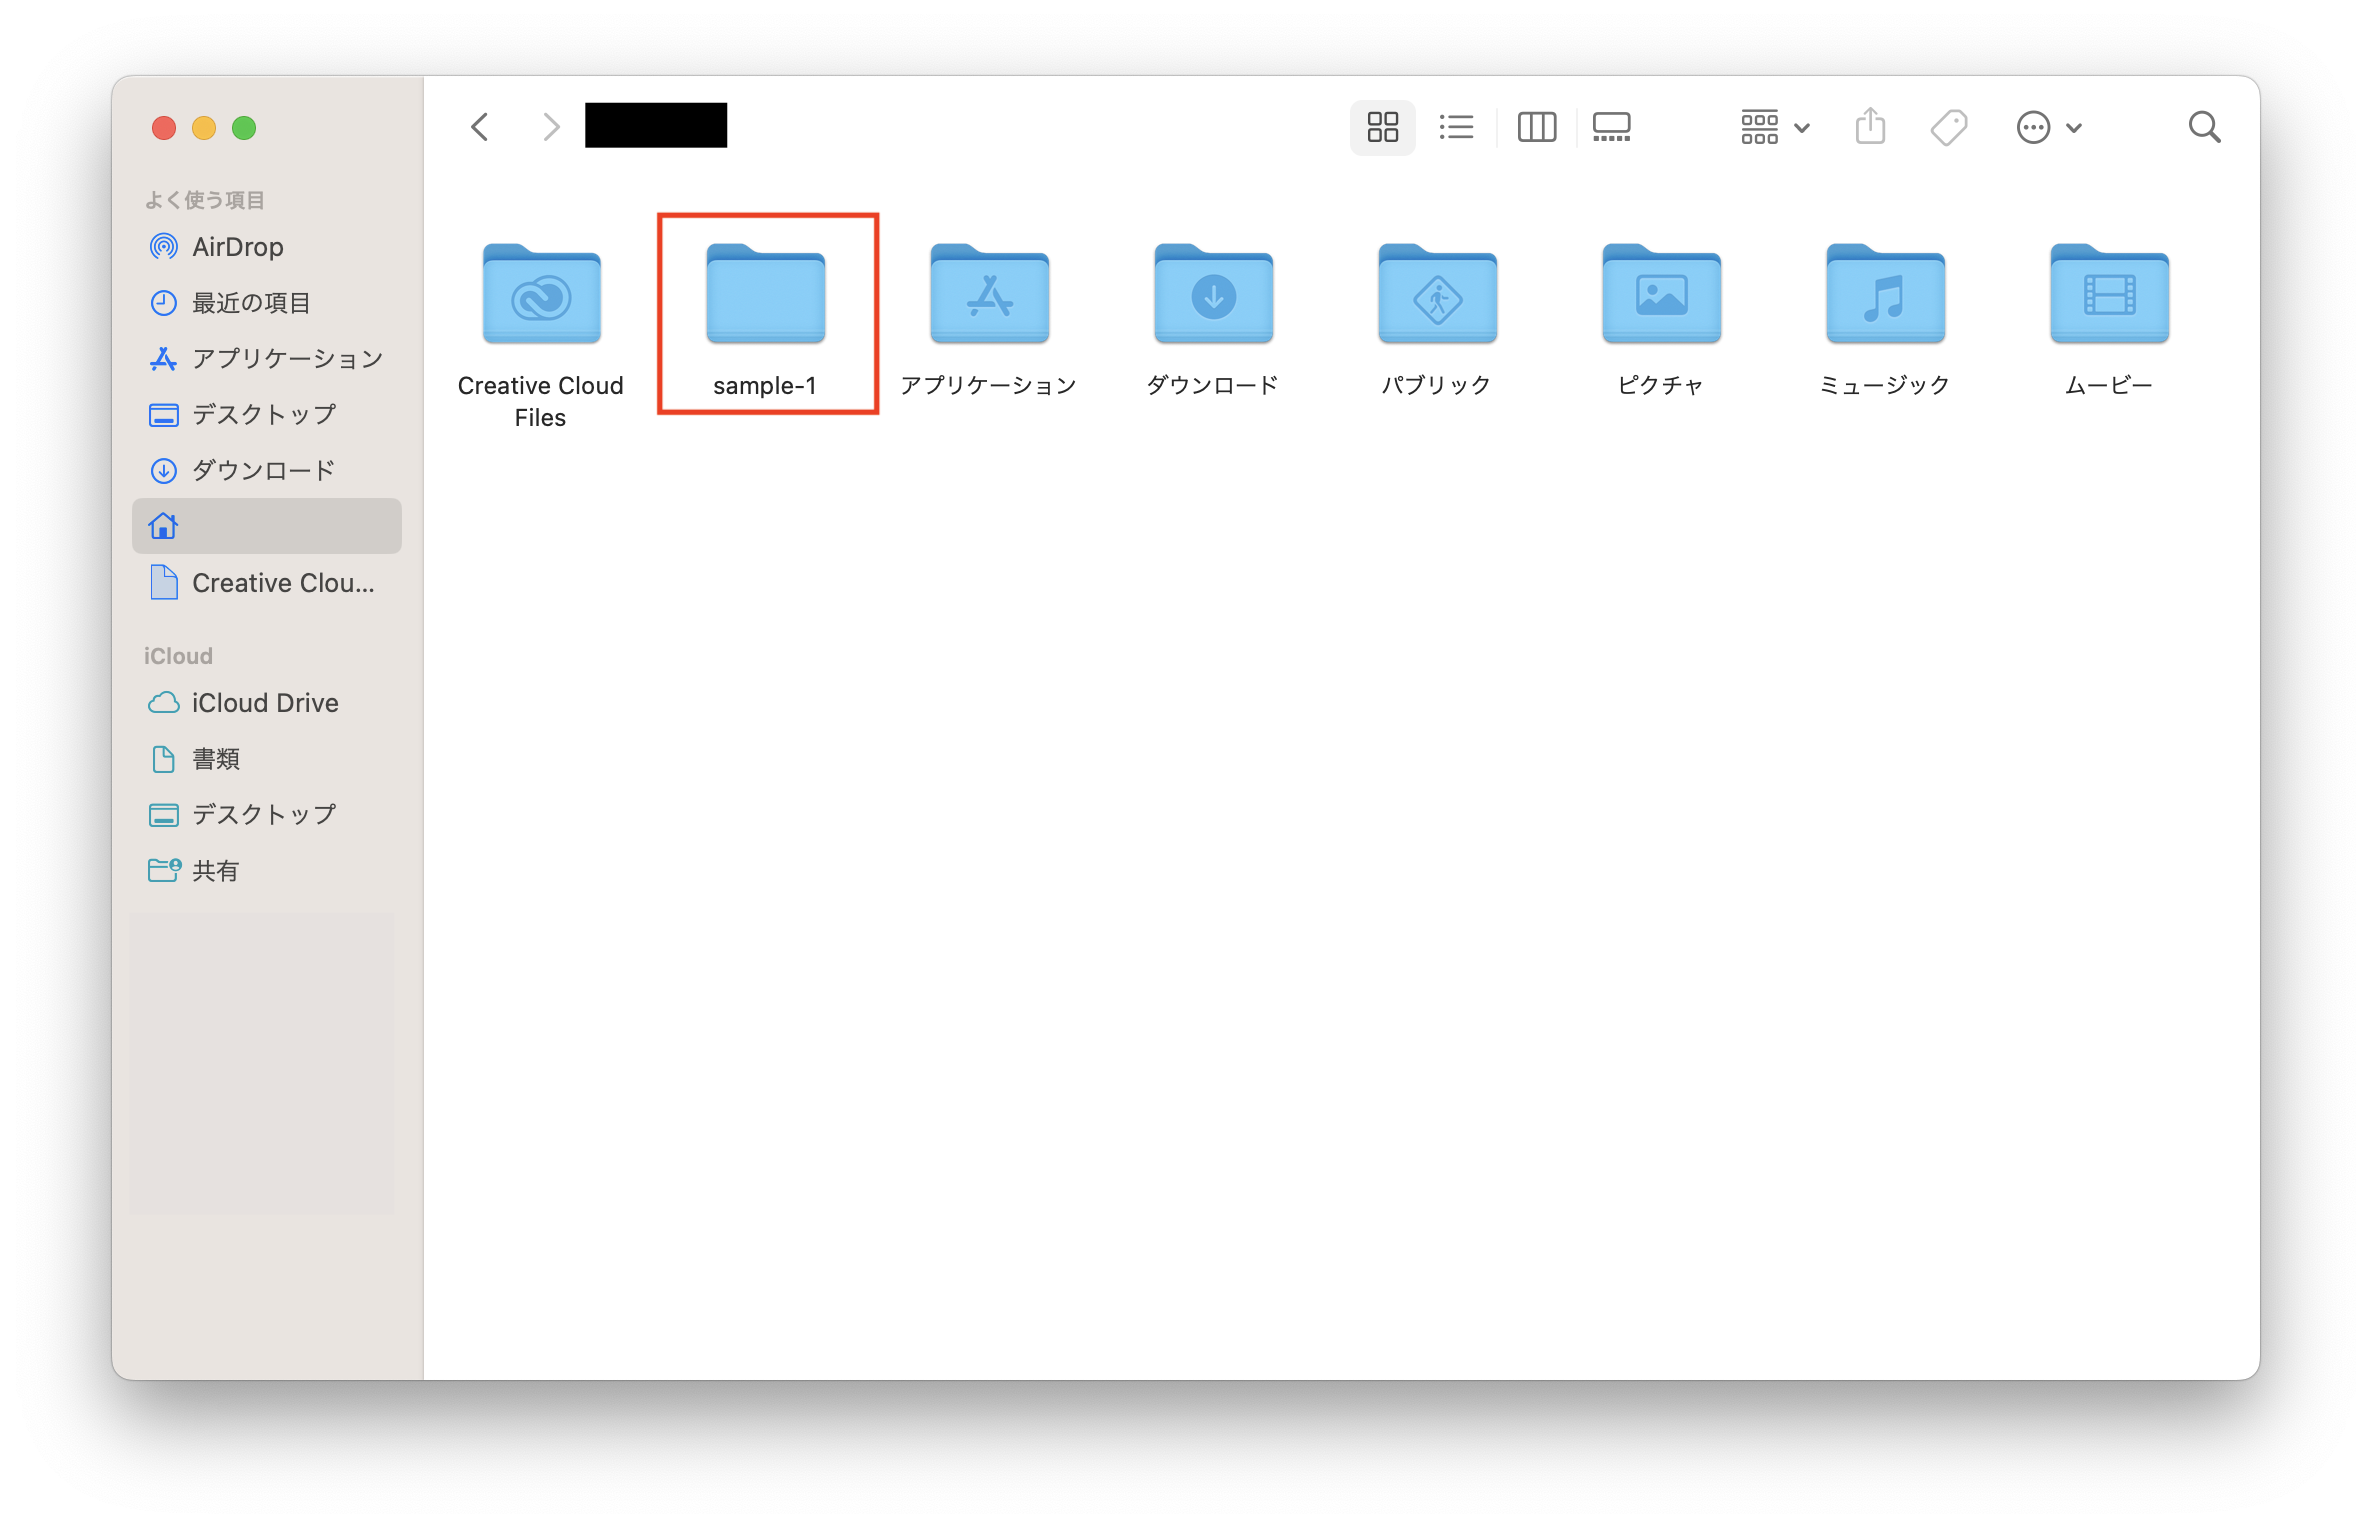 よく使う項目
AirDrop
最近の項目
アプリケーション
デスクトップ
ダウンロード
Creative Clou...
iCloud
iCloud Drive
書類
デスクトップ
共有
Creative Cloud
Files
sample-1
アプリケーション
ダウンロード
パブリック
ピクチャ
ミュージック
ムービー